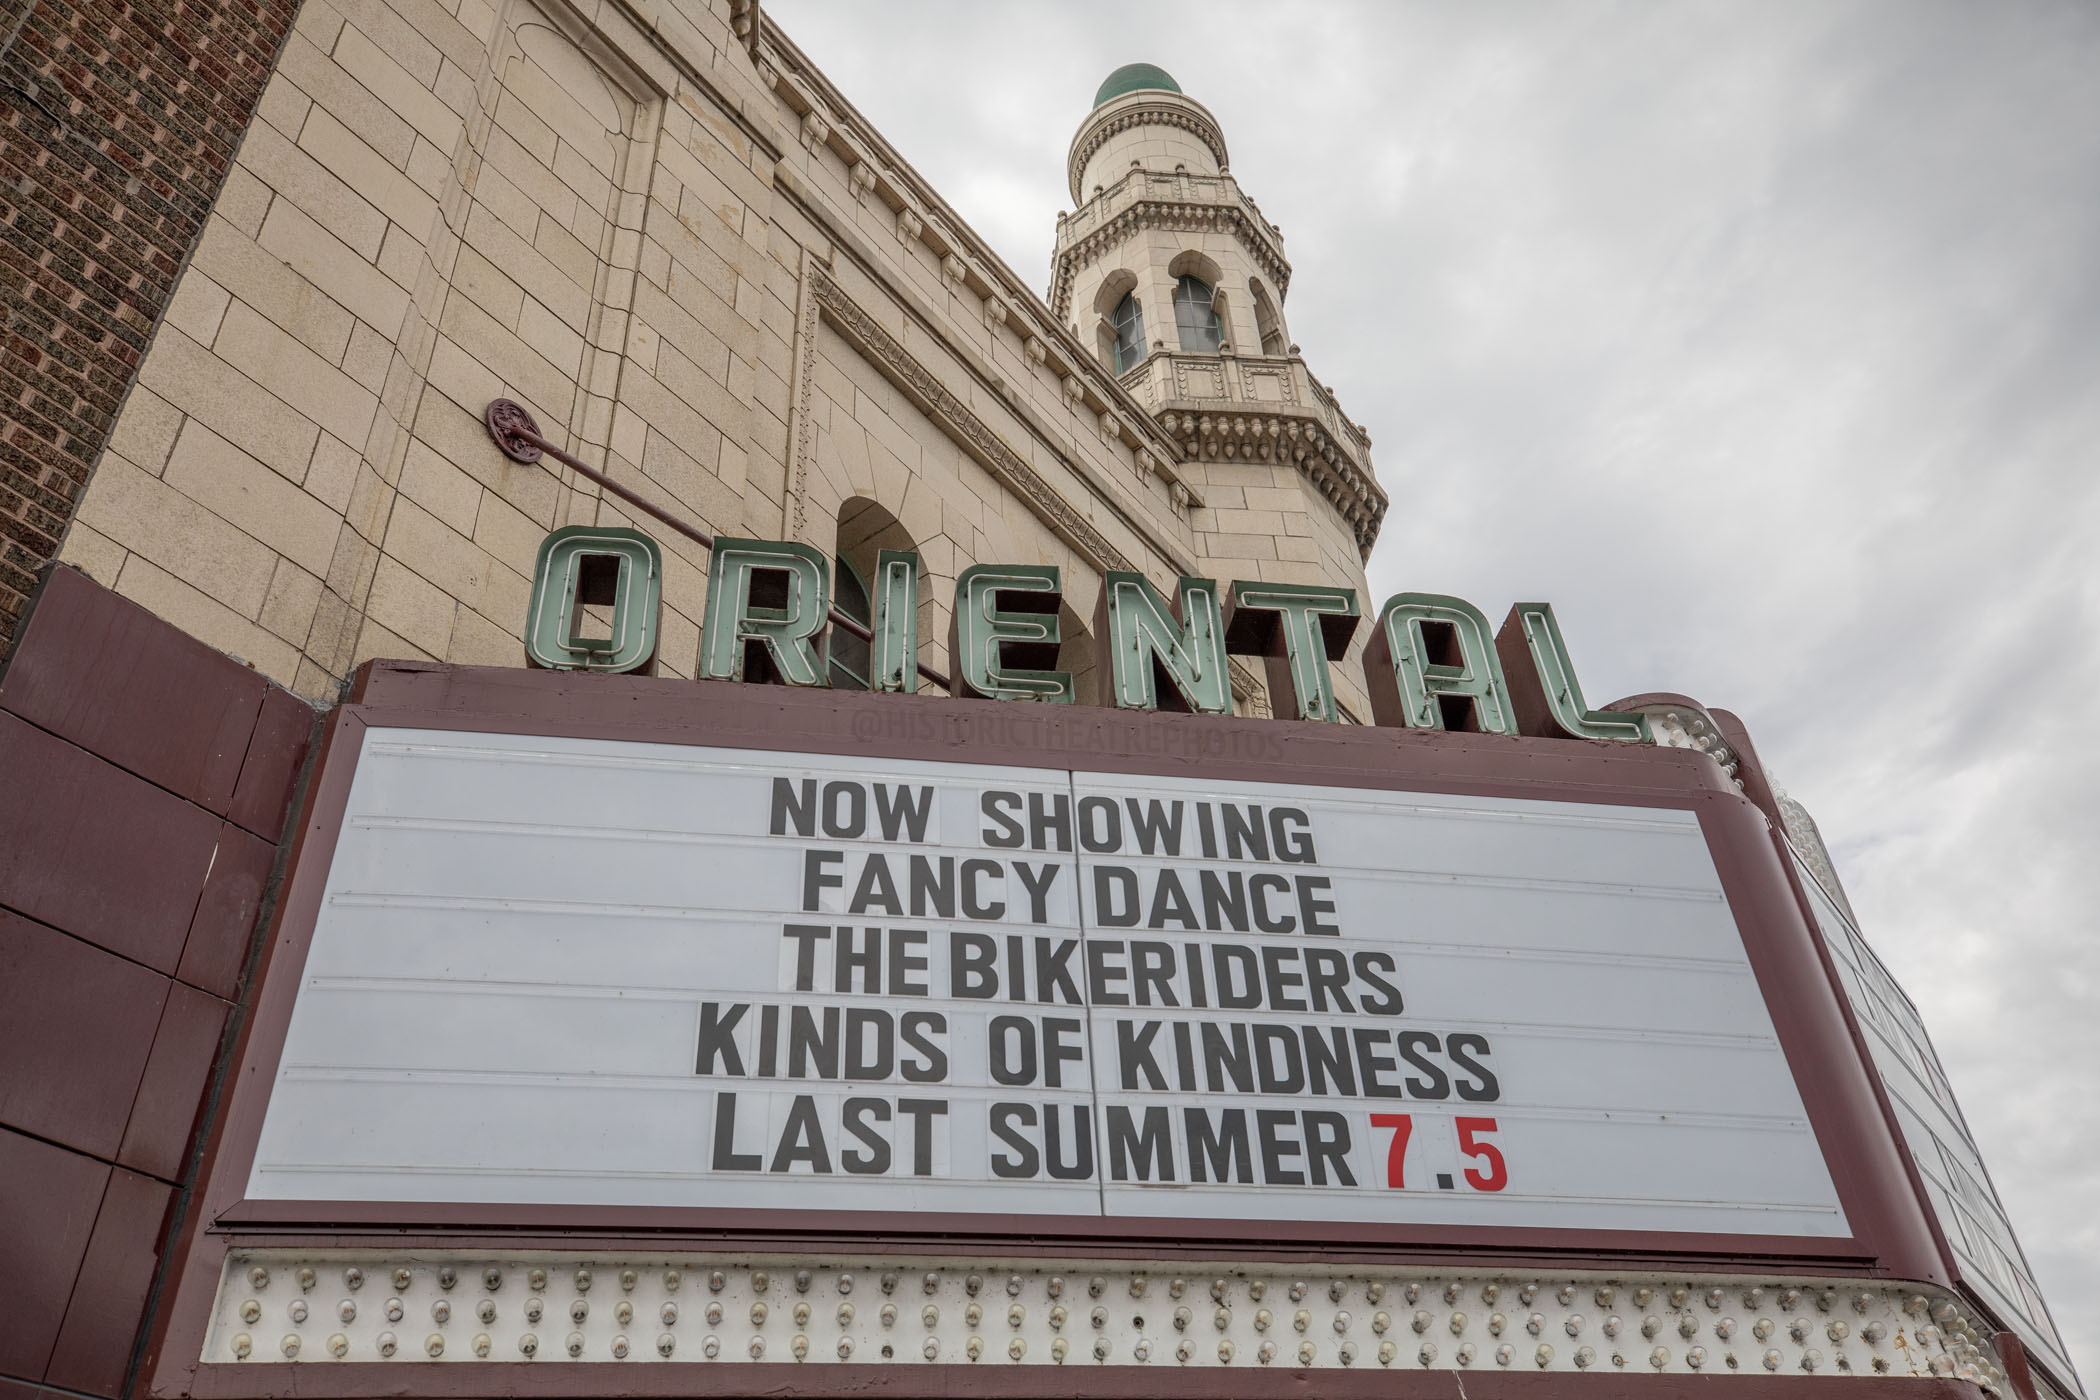 ORIENTAL
@HISTORICTHEATREPHOTOS
NOW SHOWING
FANCY DANCE
THE BIKERIDERS
KINDS OF KINDNESS
LAST SUMMER 7.5